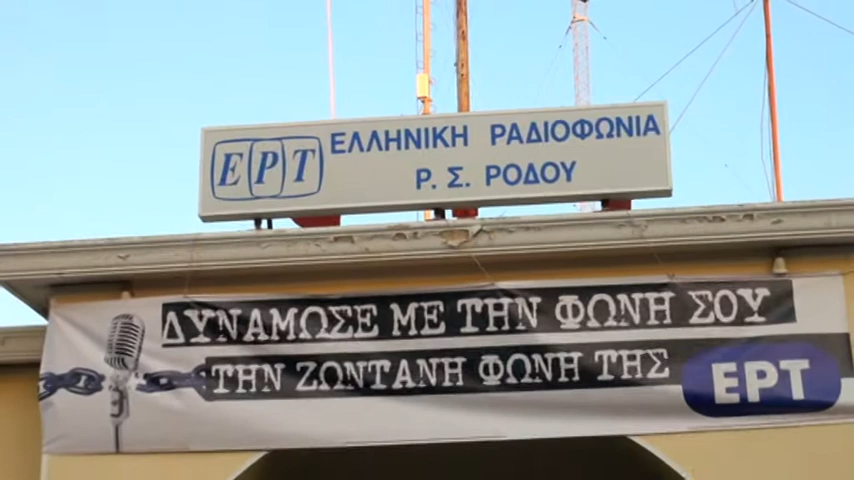 ΕΡΤ ΕΛΛΗΝΙΚΗ ΡΑΔΙΟΦΩΝΙΑ
Ρ. Σ. ΡΟΔΟΥ
ΔΥΝΑΜΩΣΕ ΜΕ ΤΗΝ ΦΩΝΗ ΣΟΥ
ΤΗΝ ΖΩΝΤΑΝΗ ΦΩΝΗ ΤΗΣ
ΕΡΤ